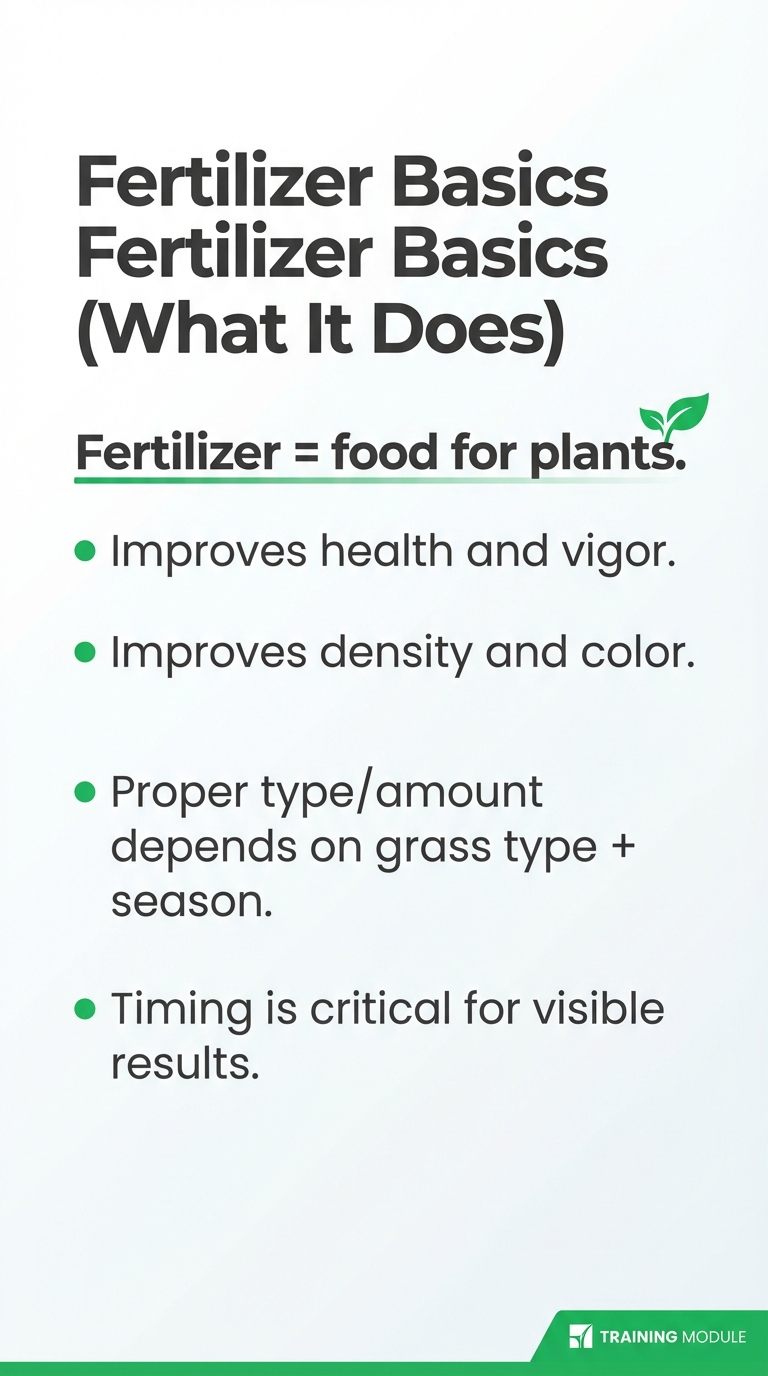 Fertilizer Basics
Fertilizer Basics
(What It Does)
Fertilizer = food for plants.
Improves health and vigor.
Improves density and color.
Proper type/amount
depends on grass type +
season.
Timing is critical for visible
results.
TRAINING MODULE